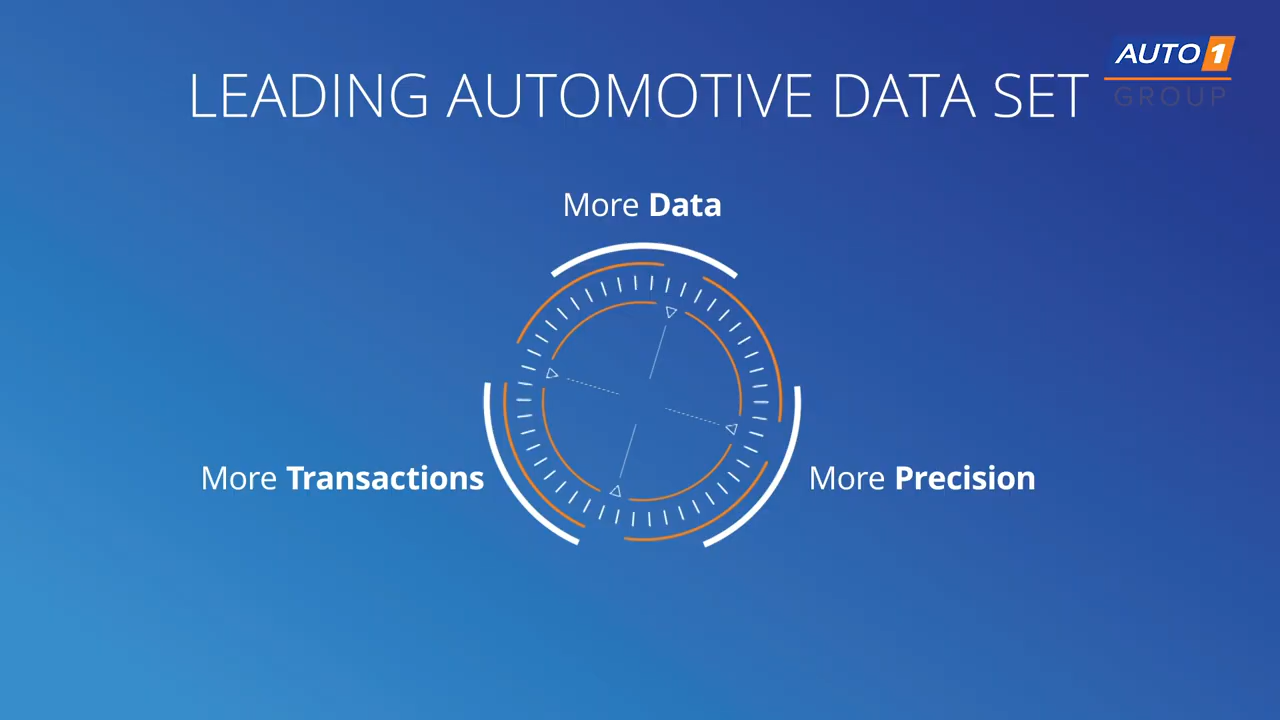 LEADING AUTOMOTIVE DATA SET
AUTO1
GROUP
More Data
More Transactions
More Precision